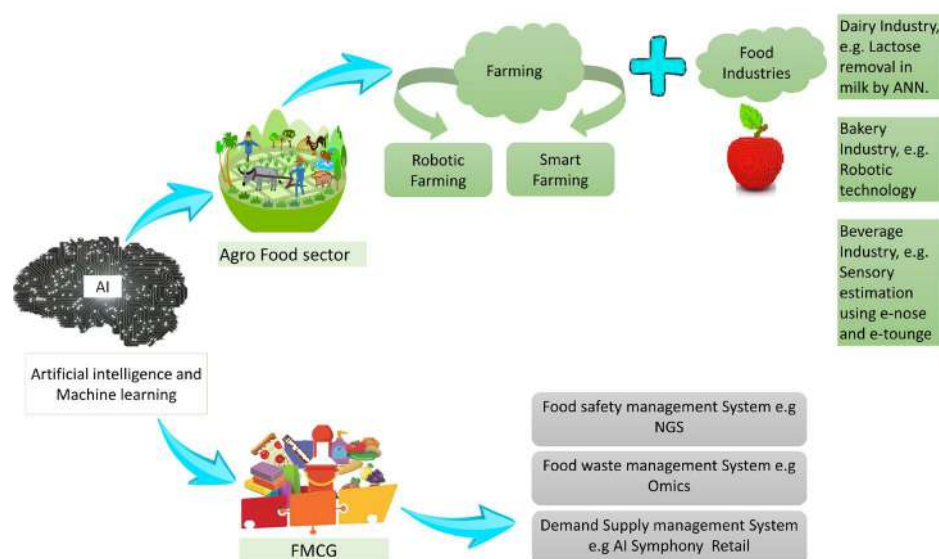 Farming
Food
Industries
Dairy Industry,
e.g. Lactose
removal in
milk by ANN.
Robotic
Farming
Smart
Farming
Bakery
Industry, e.g.
Robotic
technology
Agro Food sector
Beverage
Industry, e.g.
Sensory
estimation
using e-nose
and e-tounge
AI
Artificial intelligence and
Machine learning
Food safety management System e.g
NGS
Food waste management System e.g
Omics
Demand Supply management System
e.g AI Symphony Retail
FMCG